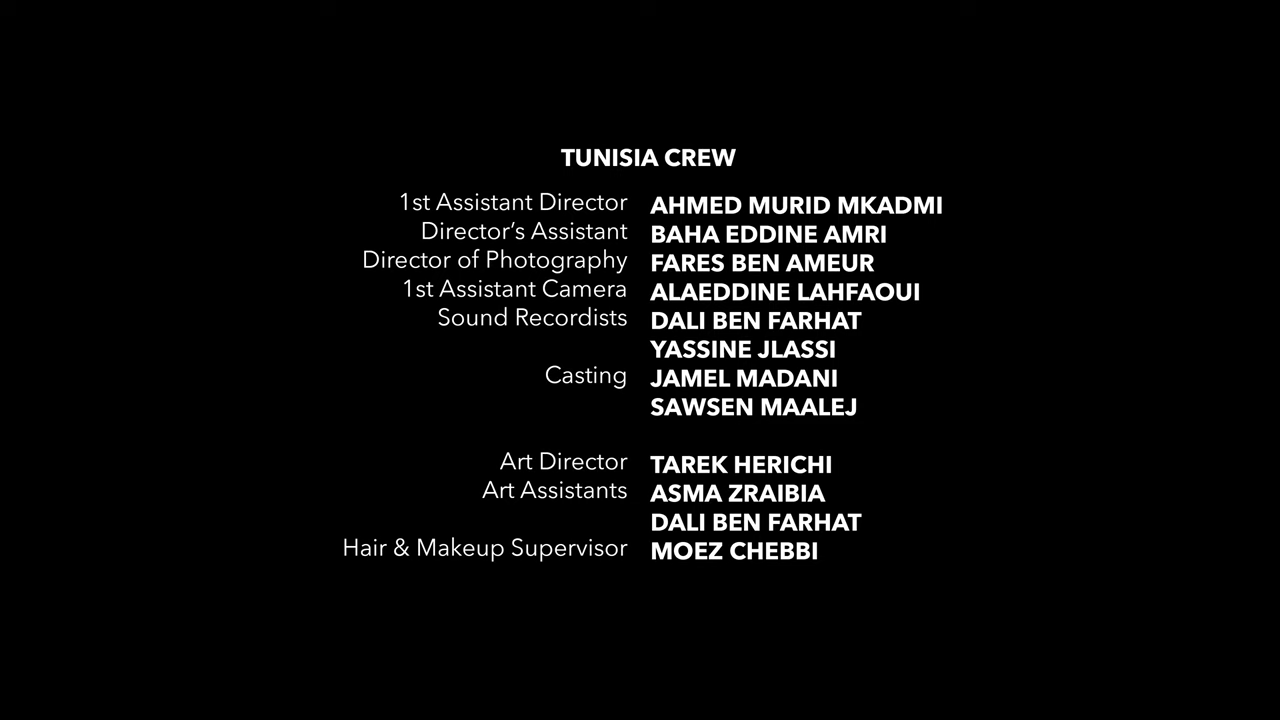 TUNISIA CREW
1st Assistant Director AHMED MURID MKADMI
Director’s Assistant BAHA EDDINE AMRI
Director of Photography FARES BEN AMEUR
1st Assistant Camera ALAEDDINE LAHFAOUI
Sound Recordists DALI BEN FARHAT
YASSINE JLASSI
Casting JAMEL MADANI
SAWSEN MAALEJ
Art Director TAREK HERICHI
Art Assistants ASMA ZRAIBIA
DALI BEN FARHAT
Hair & Makeup Supervisor MOEZ CHEBBI